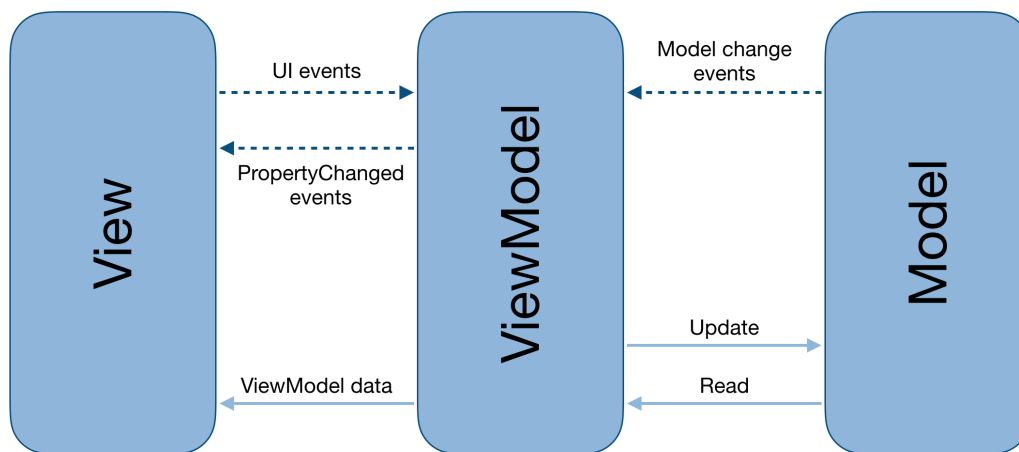 View
UI events
PropertyChanged
events
ViewModel data
ViewModel
Model change
events
Update
Read
Model